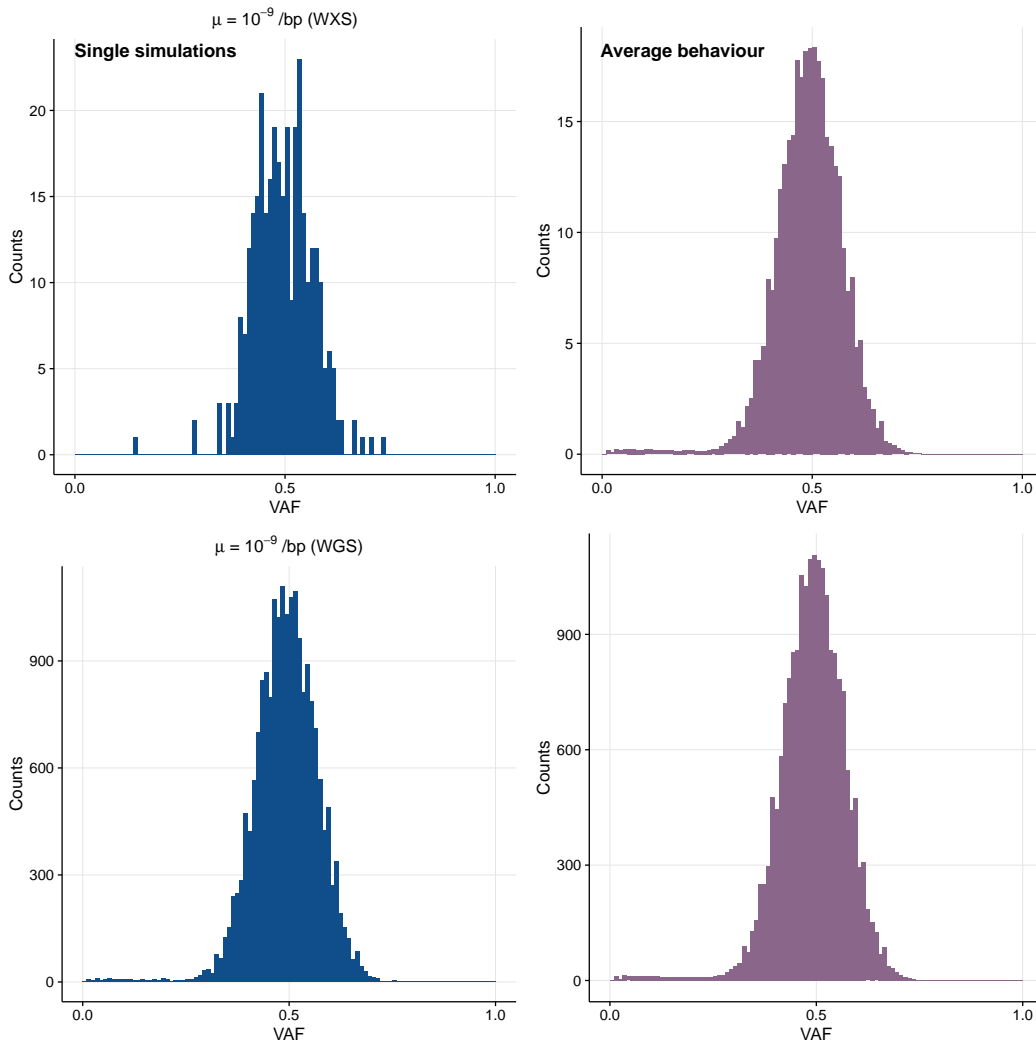 μ = 10⁻⁹ /bp (WXS)
Single simulations
Counts
20
15
10
5
0
0.0 0.5 1.0
VAF
Average behaviour
Counts
15
10
5
0
0.0 0.5 1.0
VAF
μ = 10⁻⁹ /bp (WGS)
Counts
900
600
300
0
0.0 0.5 1.0
VAF
Counts
900
600
300
0
0.0 0.5 1.0
VAF